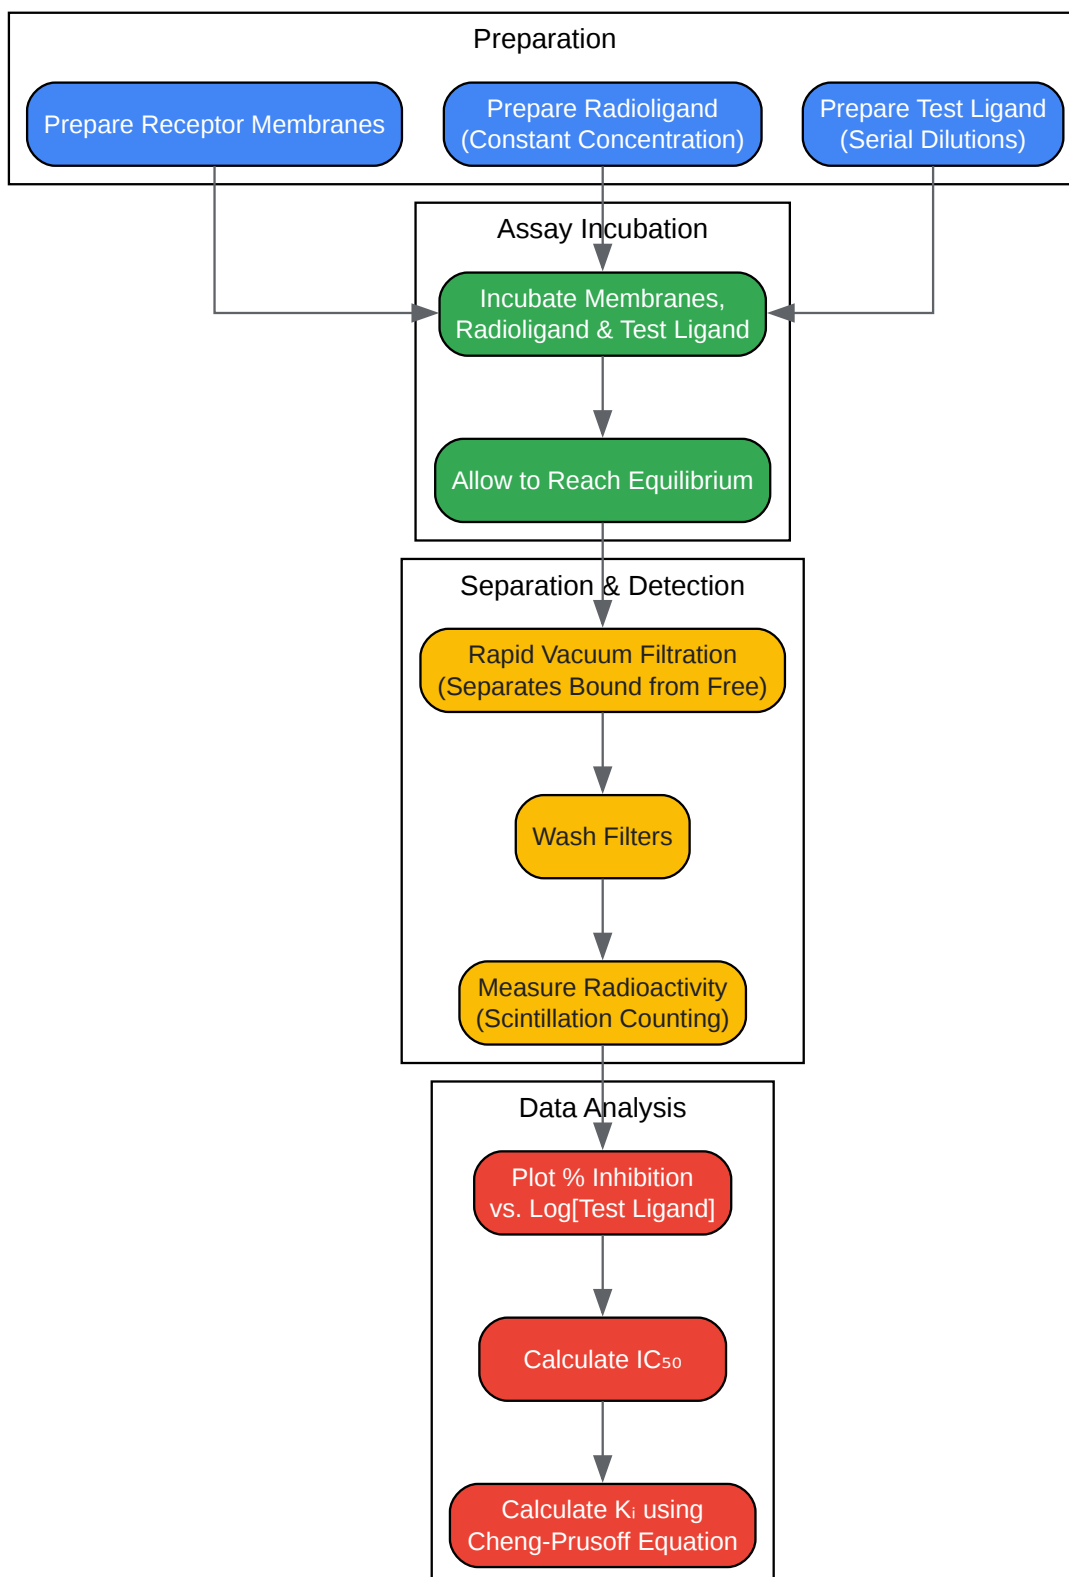 Preparation
Prepare Receptor Membranes
Prepare Radioligand
(Constant Concentration)
Prepare Test Ligand
(Serial Dilutions)
Assay Incubation
Incubate Membranes,
Radioligand & Test Ligand
Allow to Reach Equilibrium
Separation & Detection
Rapid Vacuum Filtration
(Separates Bound from Free)
Wash Filters
Measure Radioactivity
(Scintillation Counting)
Data Analysis
Plot % Inhibition
vs. Log[Test Ligand]
Calculate IC₅₀
Calculate Kᵢ using
Cheng-Prusoff Equation